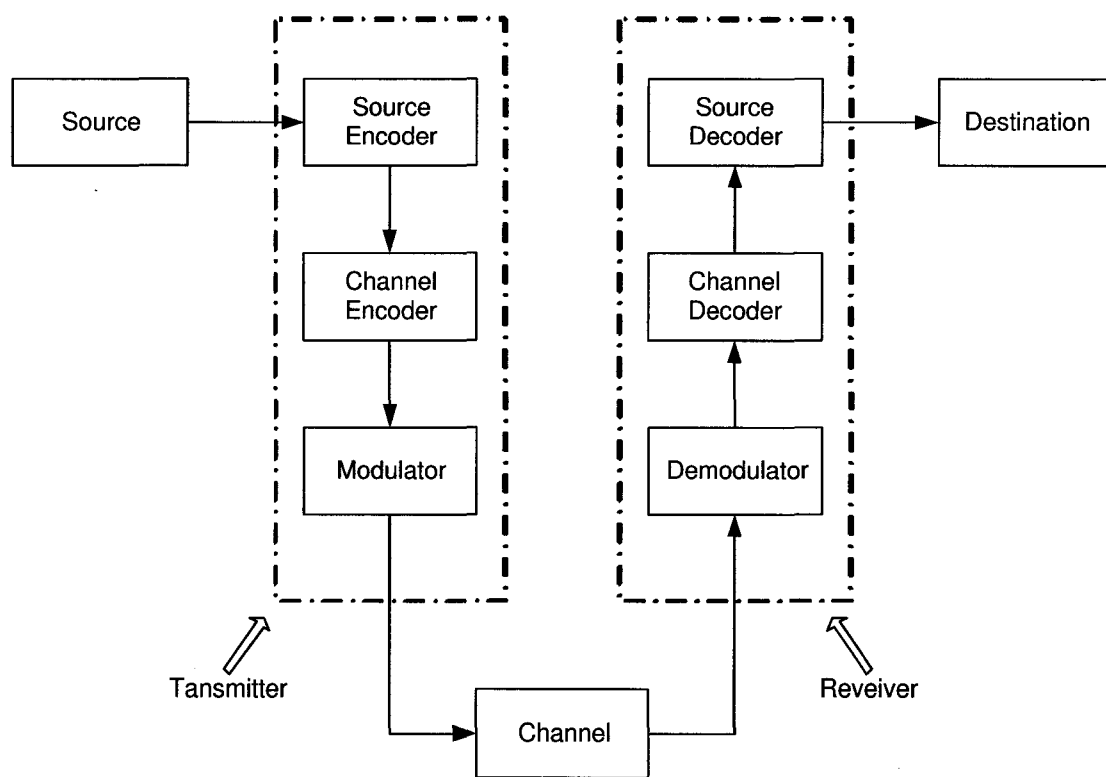 Source
Source
Encoder
Source
Decoder
Destination
Channel
Encoder
Channel
Decoder
Modulator
Demodulator
Tansmitter
Reveiver
Channel